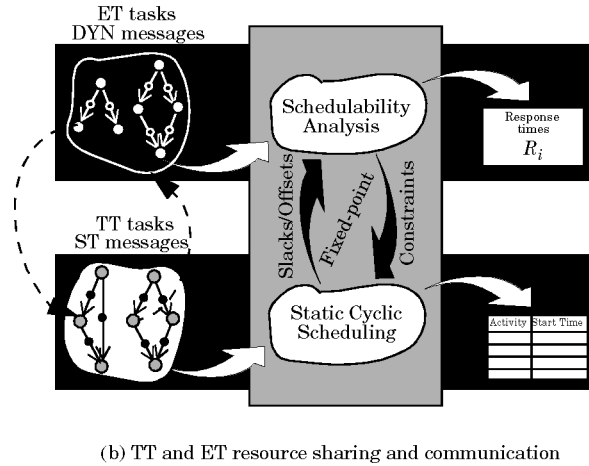 ET tasks
DYN messages
Schedulability
Analysis
Response
times
R_i
Slacks/Offsets
Fixed-point
Constraints
TT tasks
ST messages
Static Cyclic
Scheduling
Activity Start Time
(b) TT and ET resource sharing and communication